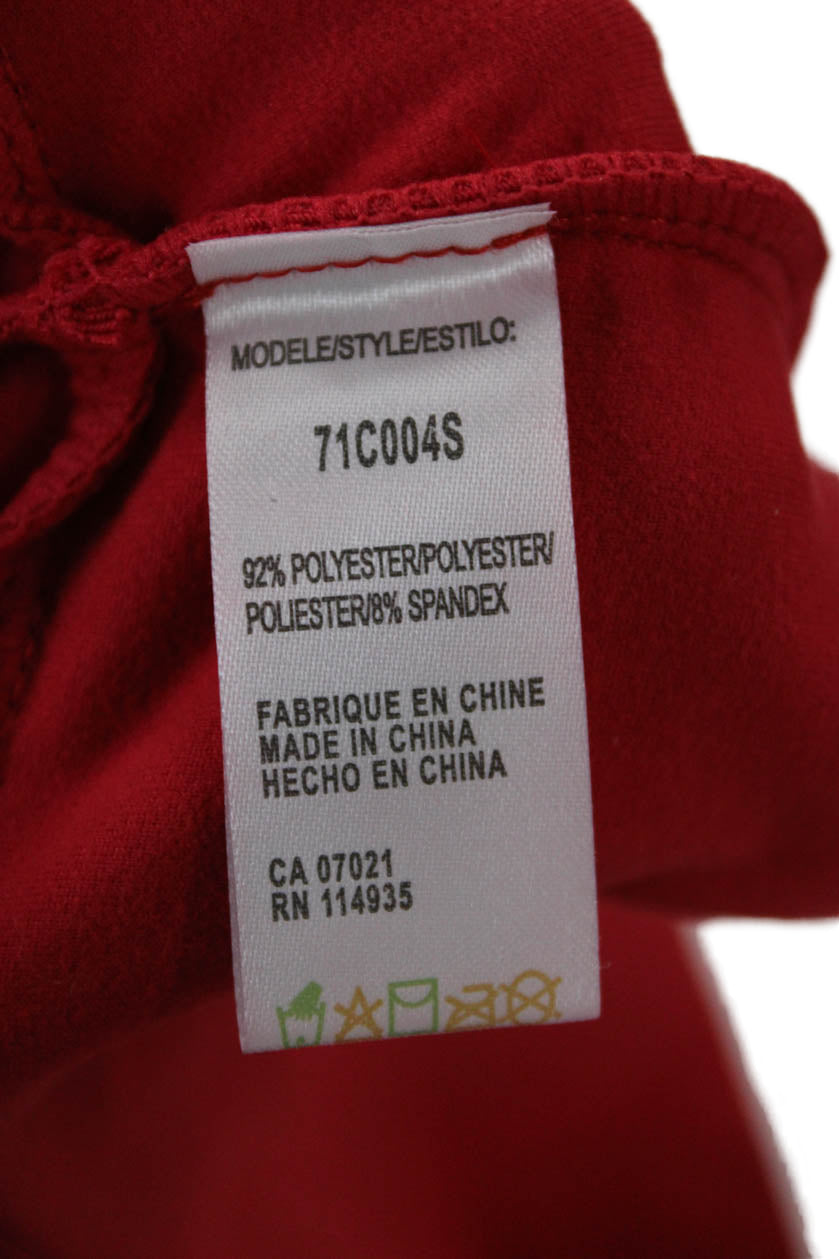 MODELE/STYLE/ESTILO:
71C004S
92% POLYESTER/POLYESTER/
POLIESTER/8% SPANDEX
FABRIQUE EN CHINE
MADE IN CHINA
HECHO EN CHINA
CA 07021
RN 114935